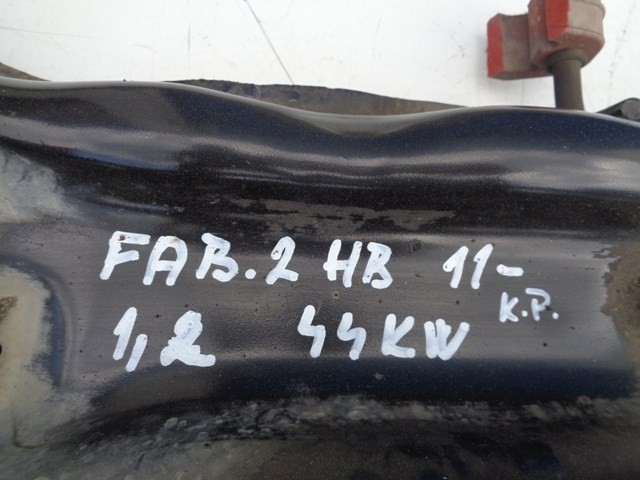 FAB.2 HB 11-
K.P.
1,2 44KW